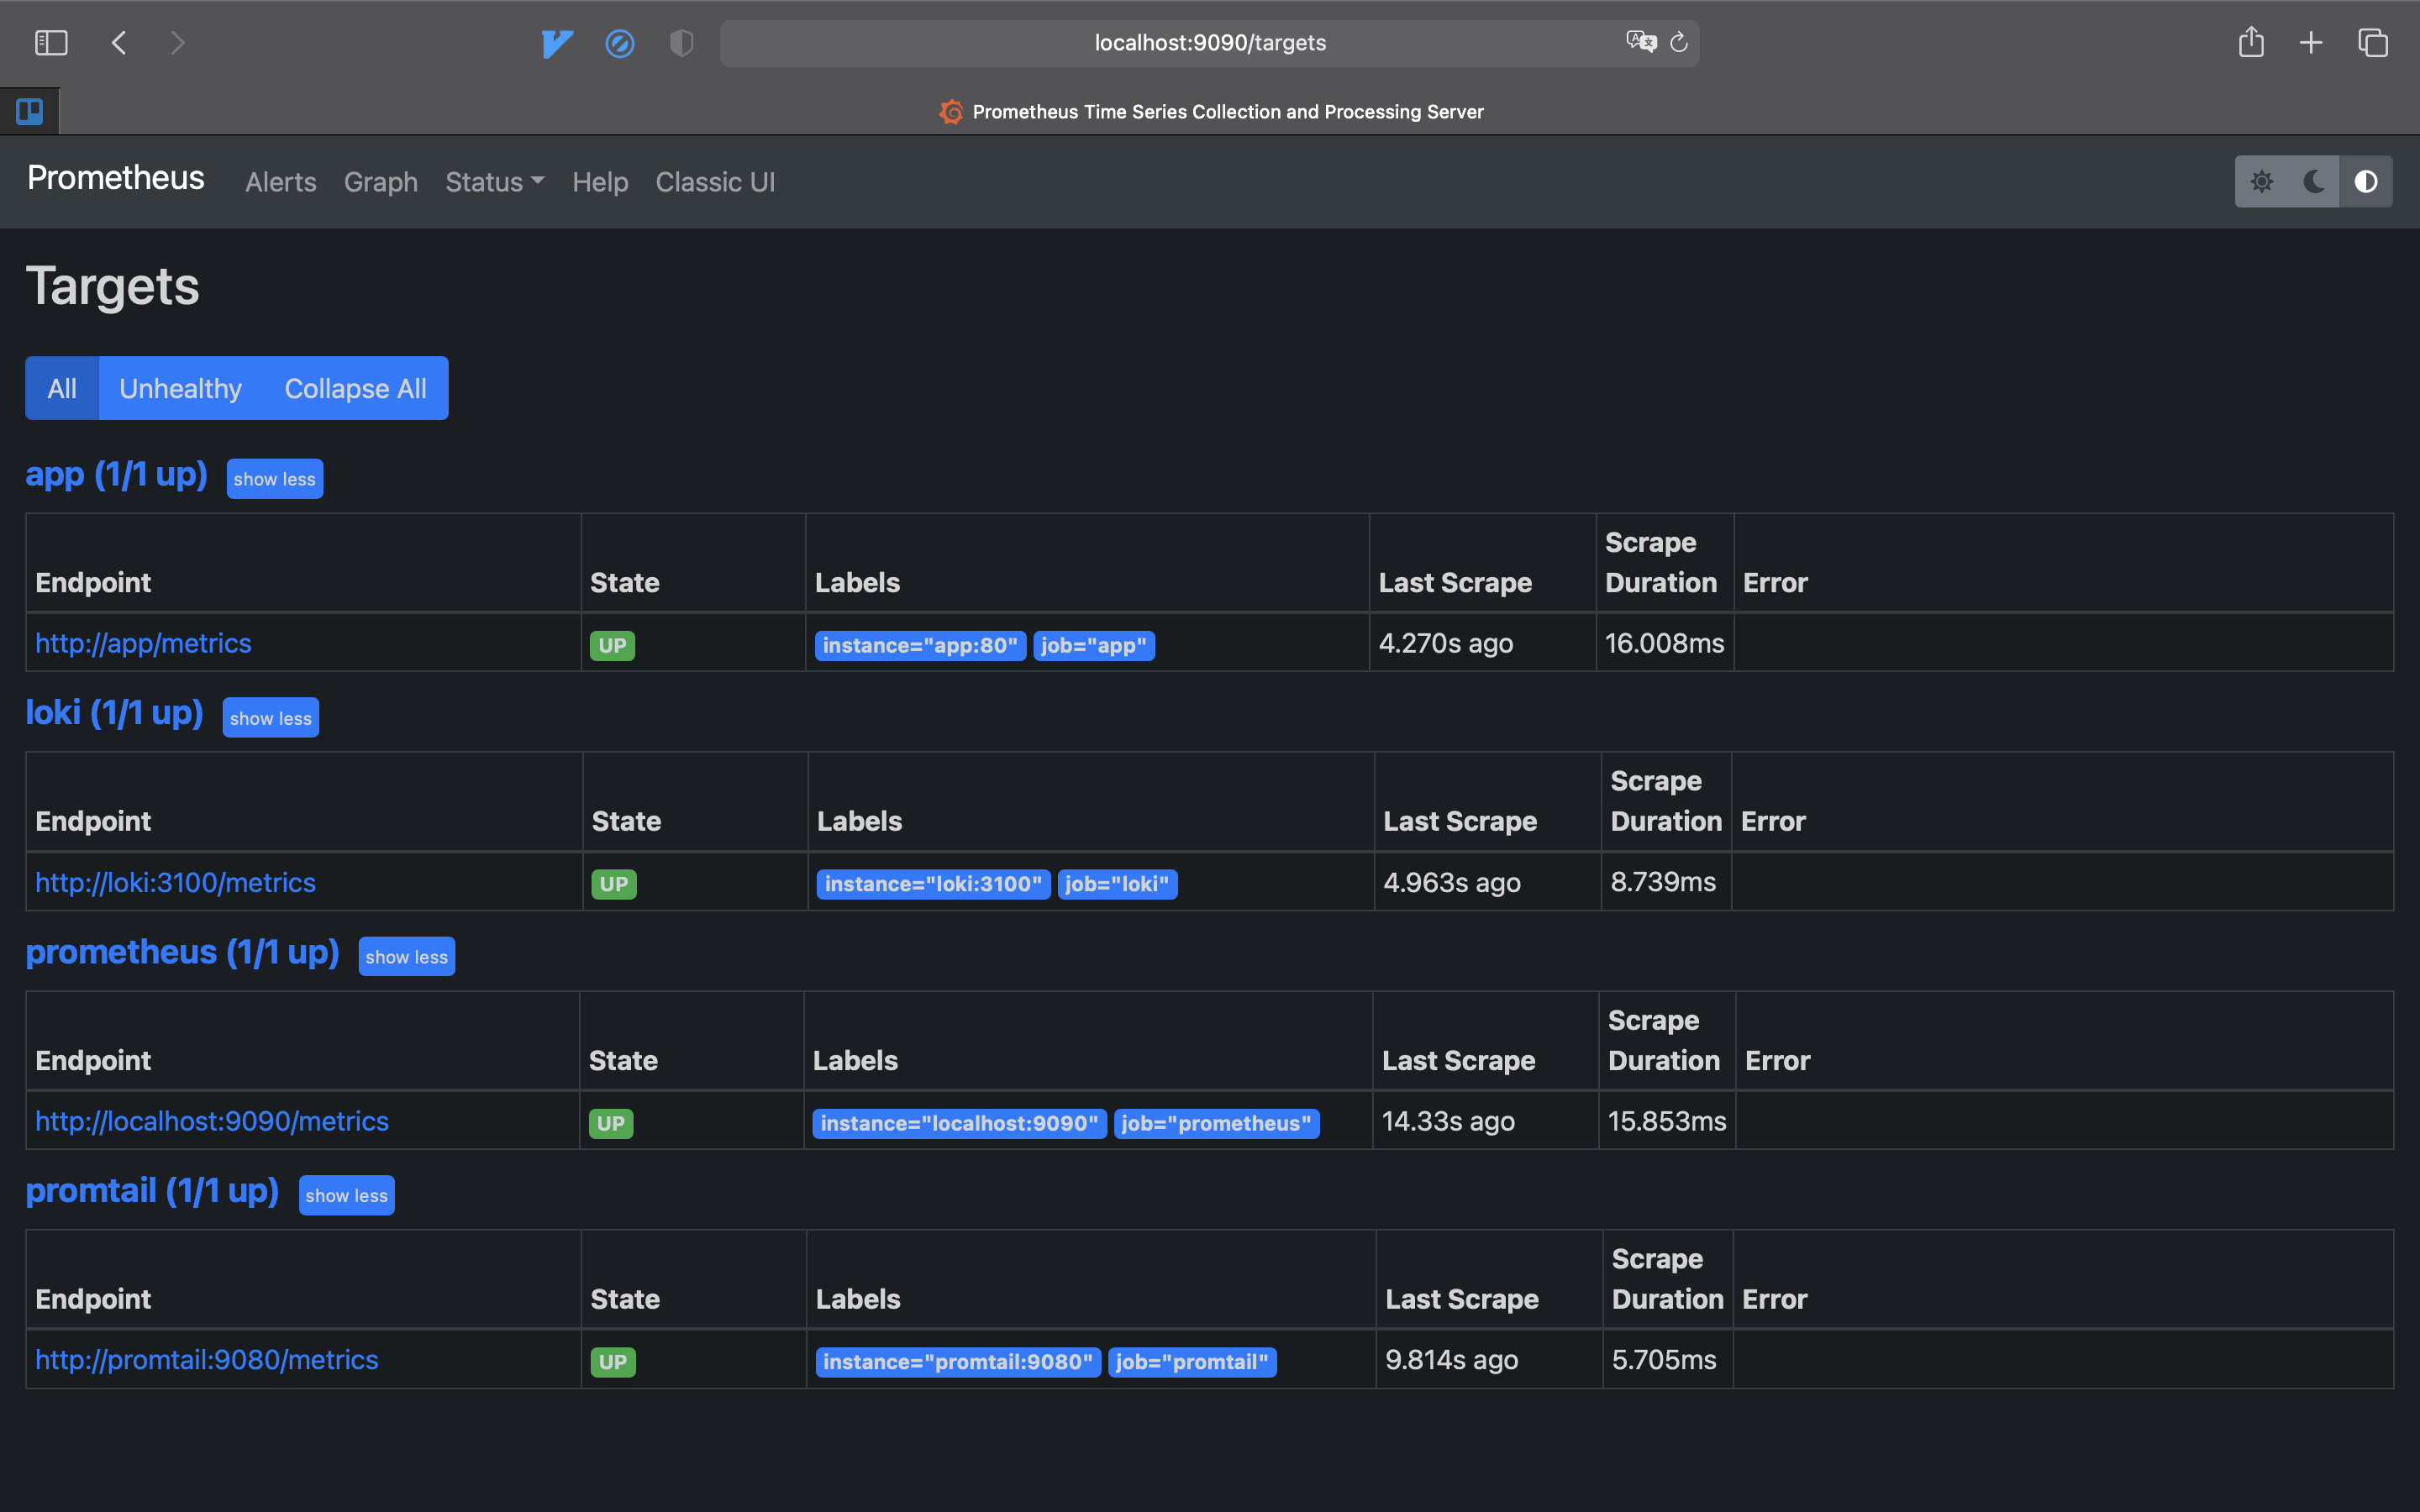 localhost:9090/targets
Prometheus Time Series Collection and Processing Server
Prometheus Alerts Graph Status Help Classic UI
Targets
All Unhealthy Collapse All
app (1/1 up) show less
Endpoint State Labels Last Scrape Scrape Duration Error
http://app/metrics UP instance="app:80" job="app" 4.270s ago 16.008ms
loki (1/1 up) show less
Endpoint State Labels Last Scrape Scrape Duration Error
http://loki:3100/metrics UP instance="loki:3100" job="loki" 4.963s ago 8.739ms
prometheus (1/1 up) show less
Endpoint State Labels Last Scrape Scrape Duration Error
http://localhost:9090/metrics UP instance="localhost:9090" job="prometheus" 14.33s ago 15.853ms
promtail (1/1 up) show less
Endpoint State Labels Last Scrape Scrape Duration Error
http://promtail:9080/metrics UP instance="promtail:9080" job="promtail" 9.814s ago 5.705ms